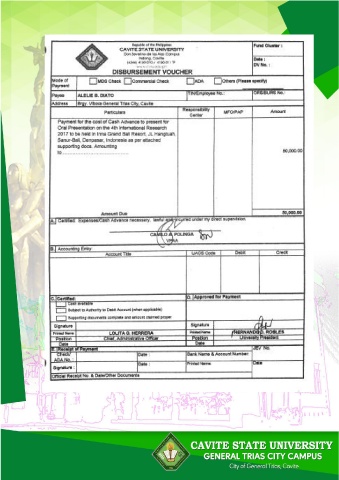 Republic of the Philippines
CAVITE STATE UNIVERSITY
Don Severino de las Alas Campus
Indang, Cavite
DISBURSEMENT VOUCHER
Fund Cluster :
Date :
DV No. :
Mode of Payment
MDS Check
Commercial Check
ADA
Others (Please specify)
Payee
TIN/Employee No.:
ORS/BURS No.:
Address
Brgy. Vibora General Trias City, Cavite
Particulars
Responsibility Center
MFO/PAP
Amount
Payment for the cost of Cash Advance to present for
Oral Presentation on the 4th International Research
2017 to be held in Inna Grand Bali Resort, Jl. Hangtuah,
Sanur-Bali, Denpasar, Indonesia as per attached
supporting docs. Amounting
to
50,000.00
Amount Due
50,000.00
A. Certified: Expenses/Cash Advance necessary, lawful and incurred under my direct supervision.
CAMILO A. POLINGA
VPAA
B. Accounting Entry:
Account Title
UACS Code
Debit
Credit
C. Certified:
D. Approved for Payment
Cash available
Subject to Authority to Debit Account (when applicable)
Supporting documents complete and amount claimed proper
Signature
Signature
Printed Name
LOLITA G. HERRERA
Printed Name
HERNANDO D. ROBLES
Position
Chief, Administrative Officer
Position
University President
Date
Date
E. Receipt of Payment
JEV No.
Check/ ADA No. :
Date :
Bank Name & Account Number:
Signature :
Date :
Printed Name
Date
Official Receipt No. & Date/Other Documents
CAVITE STATE UNIVERSITY
GENERAL TRIAS CITY CAMPUS
City of General Trias, Cavite